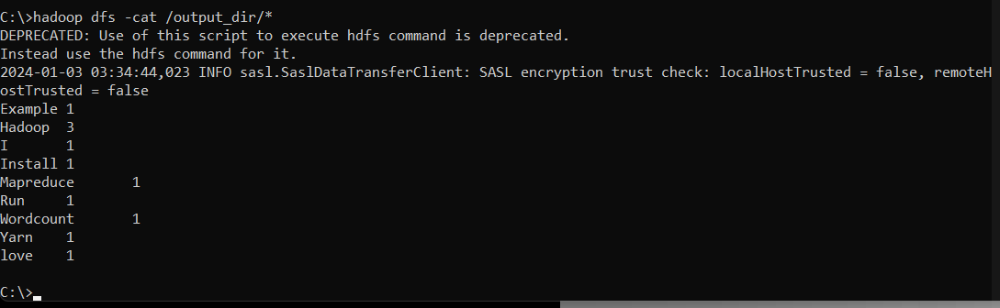 C:\>hadoop dfs -cat /output_dir/*
DEPRECATED: Use of this script to execute hdfs command is deprecated.
Instead use the hdfs command for it.
2024-01-03 03:34:44,023 INFO sasl.SaslDataTransferClient: SASL encryption trust check: localHostTrusted = false, remoteH
ostTrusted = false
Example 1
Hadoop  3
I       1
Install 1
Mapreduce       1
Run     1
Wordcount       1
Yarn    1
love    1
C:\>